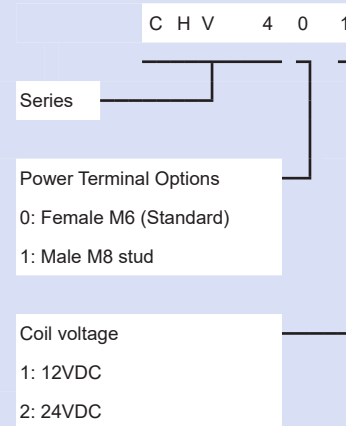 C H V 4 0 1
Series
Power Terminal Options
0: Female M6 (Standard)
1: Male M8 stud
Coil voltage
1: 12VDC
2: 24VDC